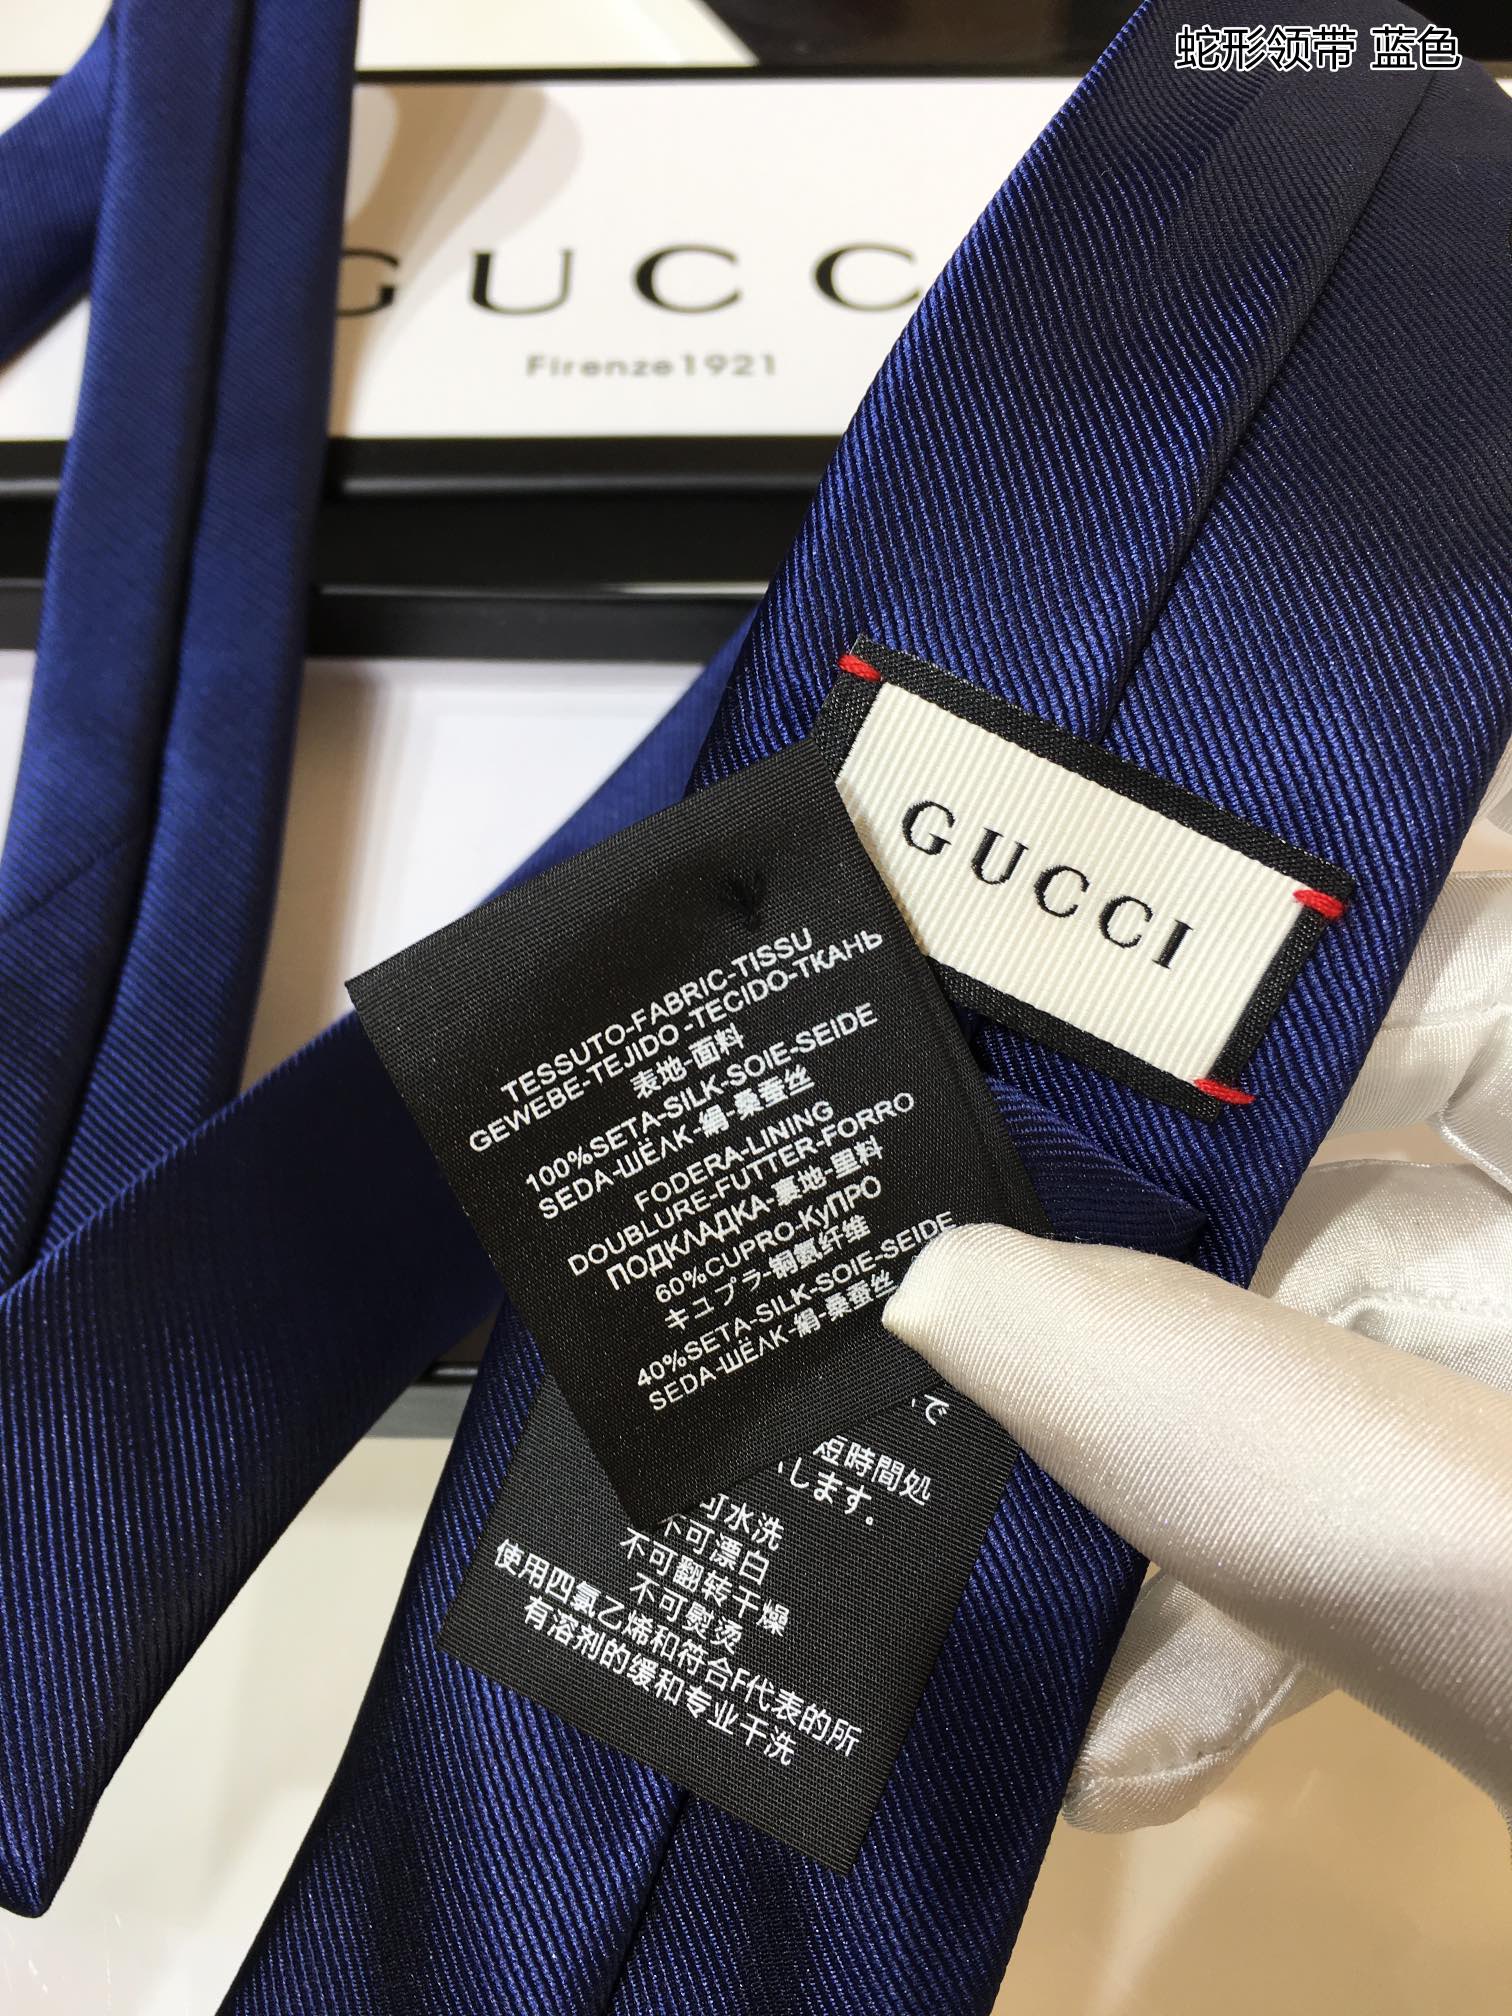 蛇形领带 蓝色
GUCC
Firenze1921
GUCCI
TESSUTO-FABRIC-TISSU
GEWEBE-TEJIDO-TECIDO-ТКАНЬ
表地-面料
100%SETA-SILK-SOIE-SEIDE
SEDA-ШЁЛК-絹-桑蚕丝
FODERA-LINING
DOUBLURE-FUTTER-FORRO
ПОДКЛАДКА-裏地-里料
60%CUPRO-КуПРО
キュプラ-铜氨纤维
40%SETA-SILK-SOIE-SEIDE
SEDA-ШЁЛК-絹-桑蚕丝
で
短時間処
します。
可水洗
不可漂白
不可翻转干燥
不可熨烫
使用四氯乙烯和符合F代表的所
有溶剂的缓和专业干洗